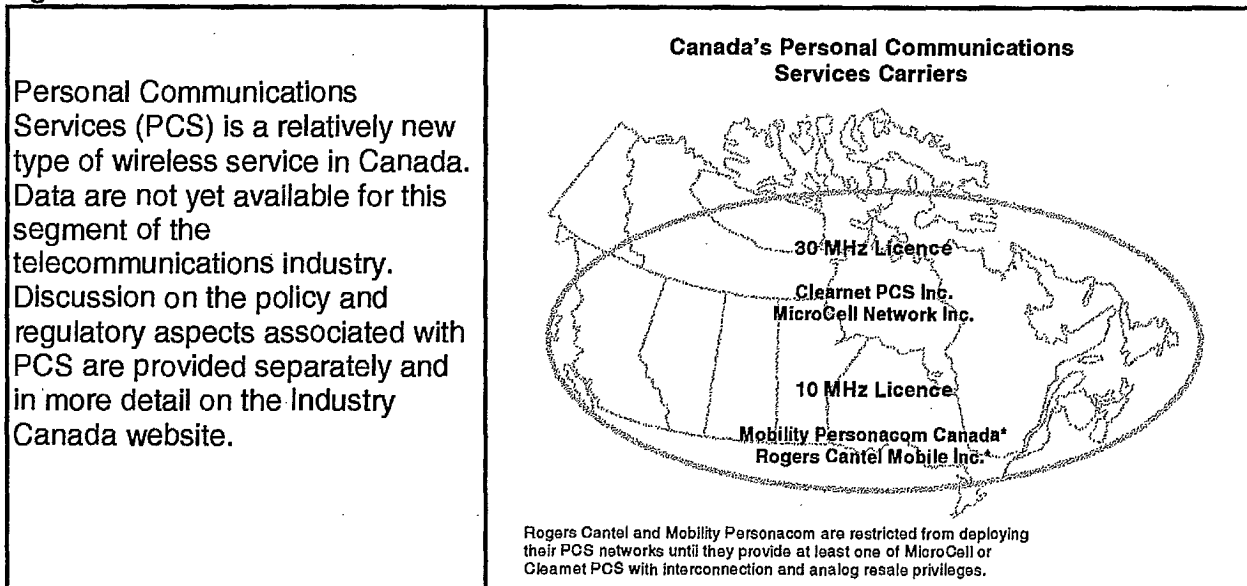 Personal Communications
Services (PCS) is a relatively new
type of wireless service in Canada.
Data are not yet available for this
segment of the
telecommunications industry.
Discussion on the policy and
regulatory aspects associated with
PCS are provided separately and
in more detail on the Industry
Canada website.
Canada's Personal Communications
Services Carriers
30 MHz Licence
Clearnet PCS Inc.
MicroCell Network Inc.
10 MHz Licence
Mobility Personacom Canada*
Rogers Cantel Mobile Inc.*
Rogers Cantel and Mobility Personacom are restricted from deploying
their PCS networks until they provide at least one of MicroCell or
Clearnet PCS with interconnection and analog resale privileges.